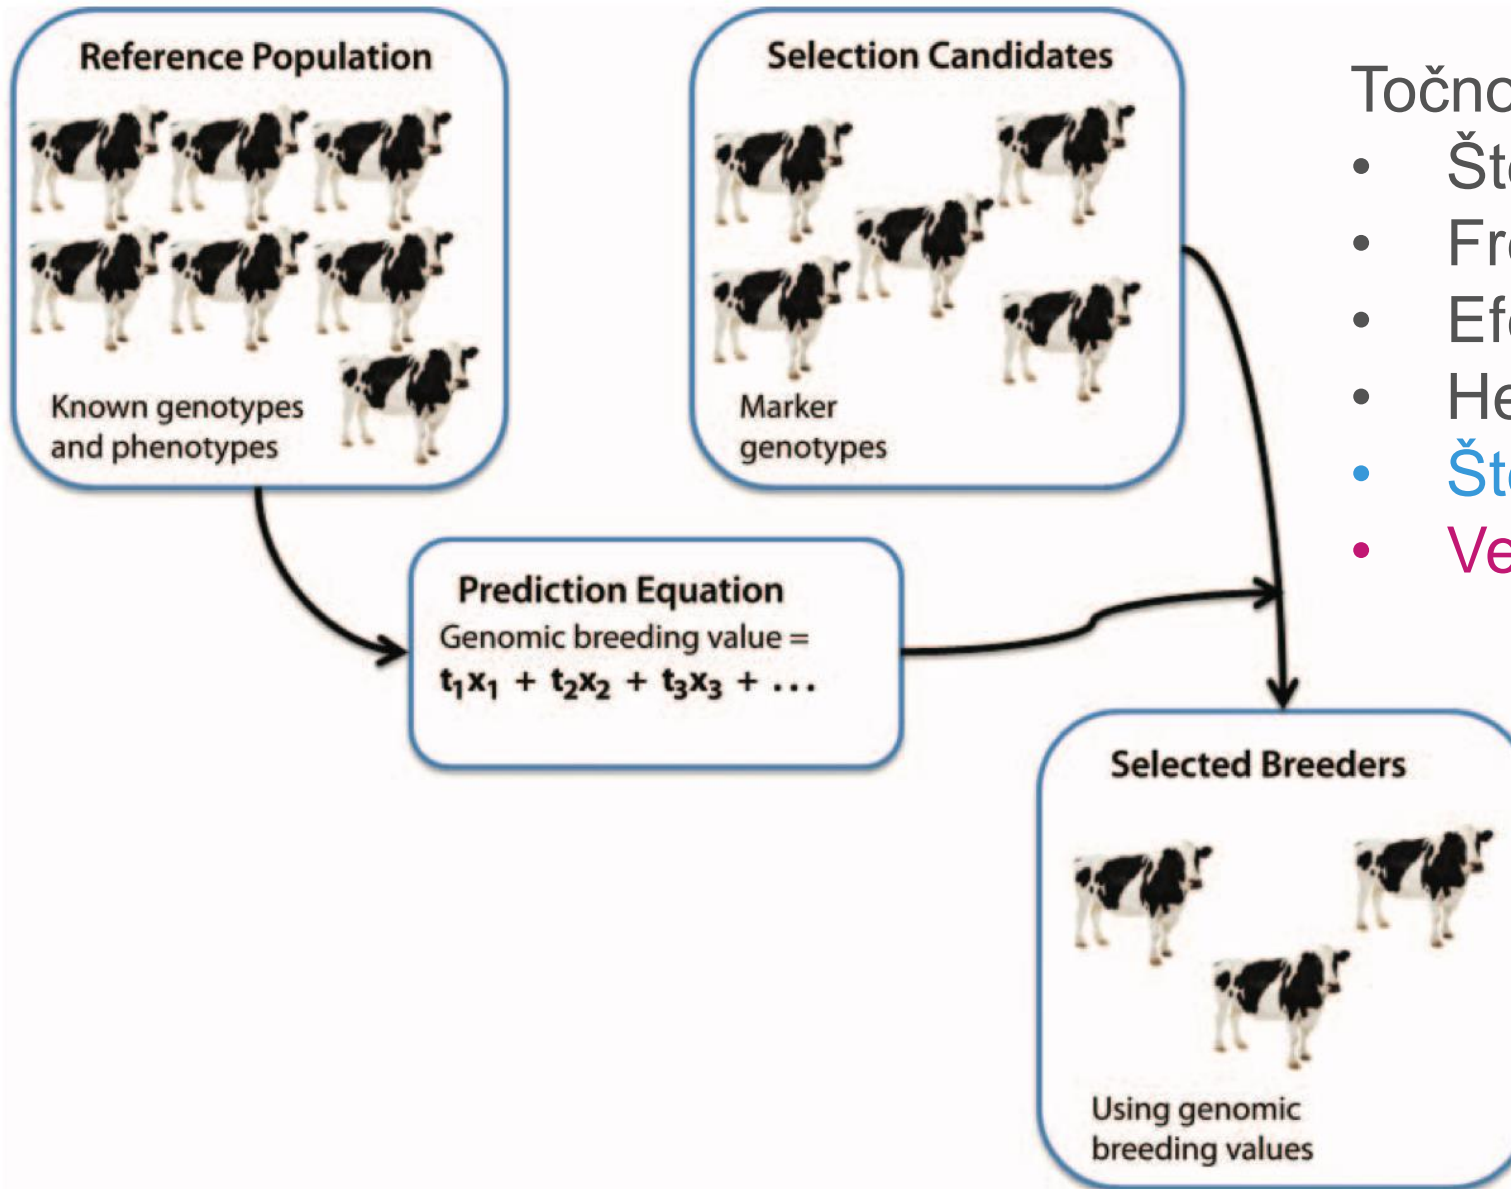 Reference Population
Known genotypes
and phenotypes
Selection Candidates
Marker
genotypes
Prediction Equation
Genomic breeding value =
t₁x₁ + t₂x₂ + t₃x₃ + ...
Selected Breeders
Using genomic
breeding values